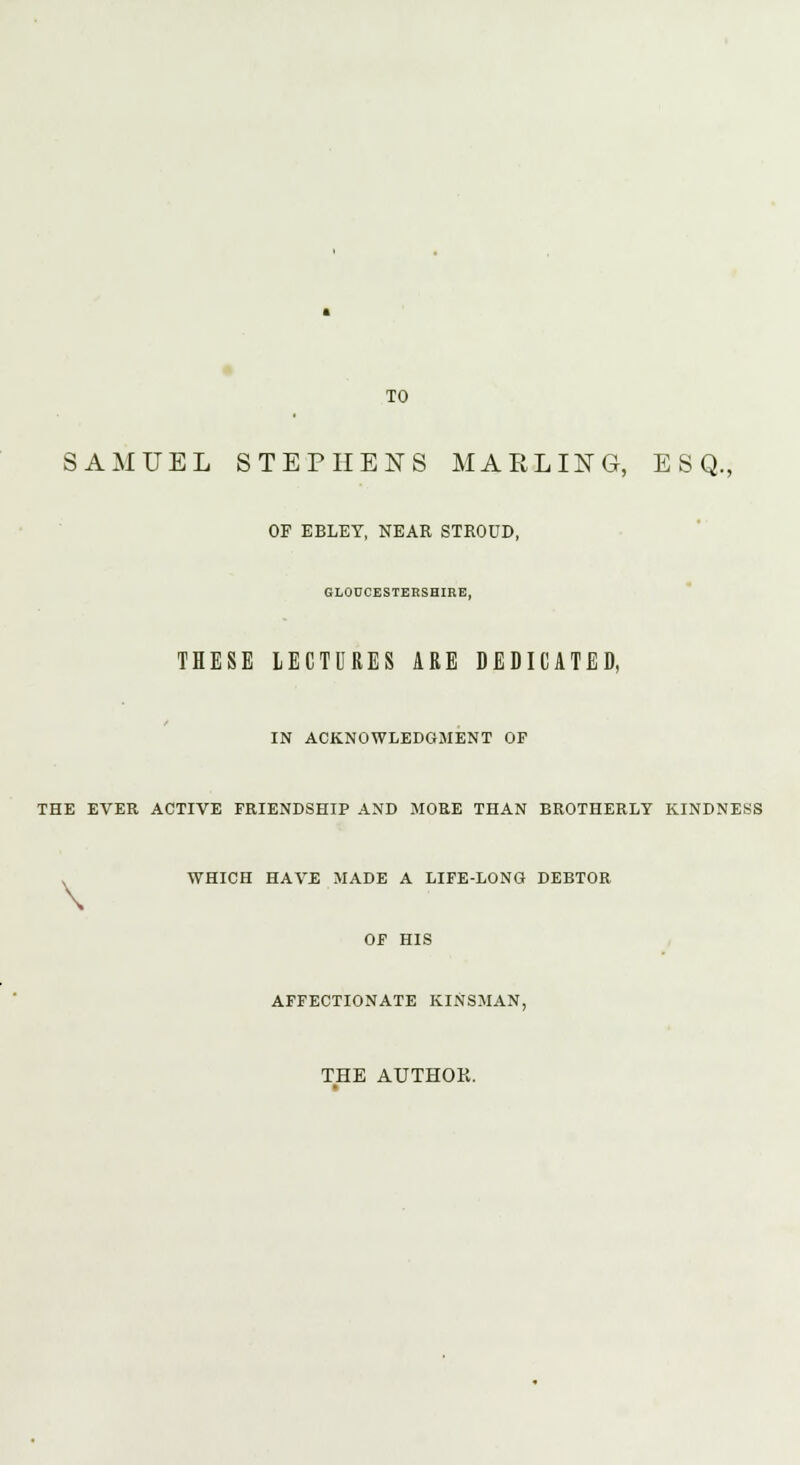 TO
SAMUEL STEPHENS MARLING, ESQ.,
OF EBLEY, NEAR STROUD,
GLOUCESTERSHIRE,
THESE LECTURES ARE DEDICATED,
IN ACKNOWLEDGMENT OF
THE EVER ACTIVE FRIENDSHIP AND MORE THAN BROTHERLY KINDNESS
WHICH HAVE MADE A LIFE-LONG DEBTOR
OF HIS
AFFECTIONATE KINSMAN,
THE AUTHOR.